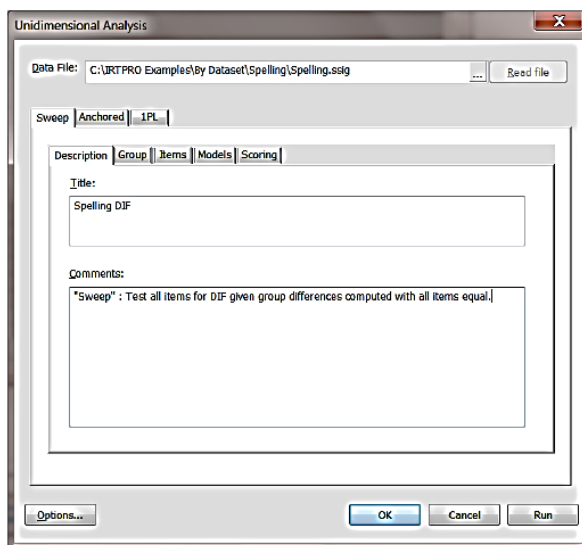 Unidimensional Analysis
Data File: C:\IRTPRO Examples\By Dataset\Spelling\Spelling.ssig ... Read file
Sweep Anchored 1PL
Description Group Items Models Scoring
Title:
Spelling DIF
Comments:
"Sweep" : Test all items for DIF given group differences computed with all items equal.
Options... OK Cancel Run